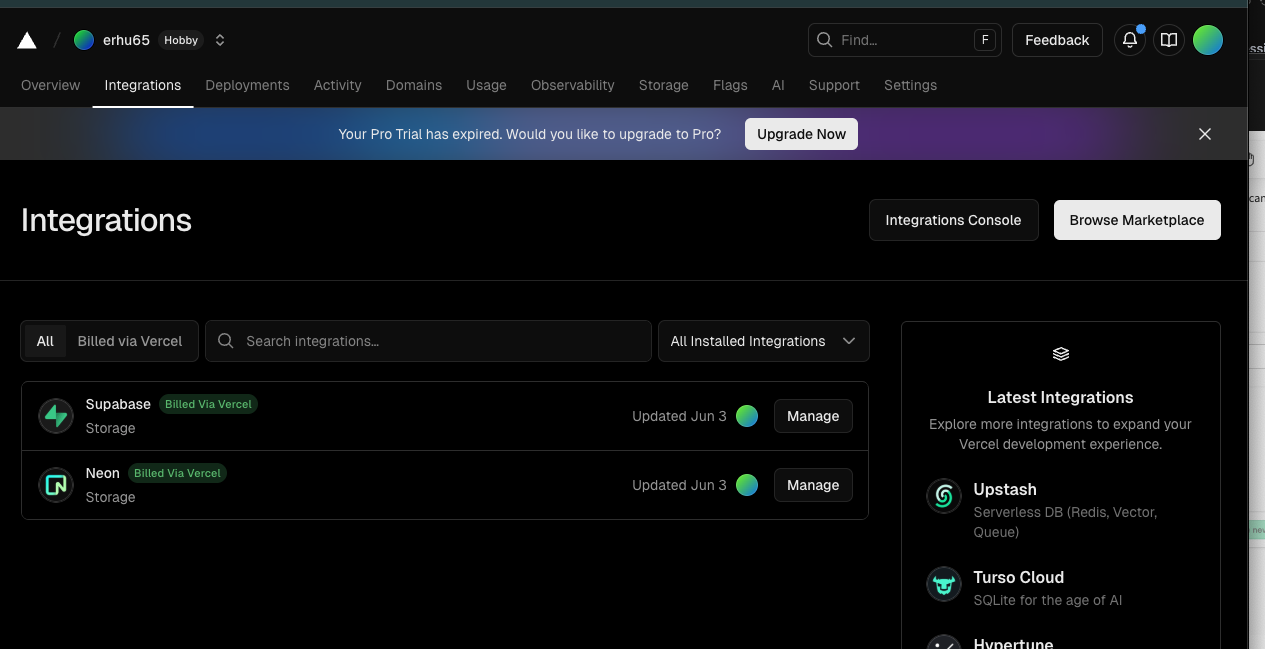 erhu65 Hobby Find... F Feedback
Overview Integrations Deployments Activity Domains Usage Observability Storage Flags AI Support Settings
Your Pro Trial has expired. Would you like to upgrade to Pro? Upgrade Now
Integrations
Integrations Console Browse Marketplace
All Billed via Vercel Search integrations... All Installed Integrations
Supabase Billed Via Vercel
Storage
Updated Jun 3 Manage
Neon Billed Via Vercel
Storage
Updated Jun 3 Manage
Latest Integrations
Explore more integrations to expand your
Vercel development experience.
Upstash
Serverless DB (Redis, Vector,
Queue)
Turso Cloud
SQLite for the age of AI
Hypertune